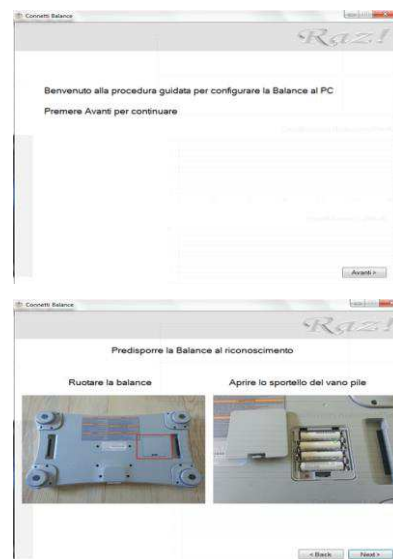 Connetti Balance
Raz!
Benvenuto alla procedura guidata per configurare la Balance al PC
Premere Avanti per continuare
Avanti >
Connetti Balance
Raz!
Predisporre la Balance al riconoscimento
Ruotare la balance
Aprire lo sportello del vano pile
< Back
Next >